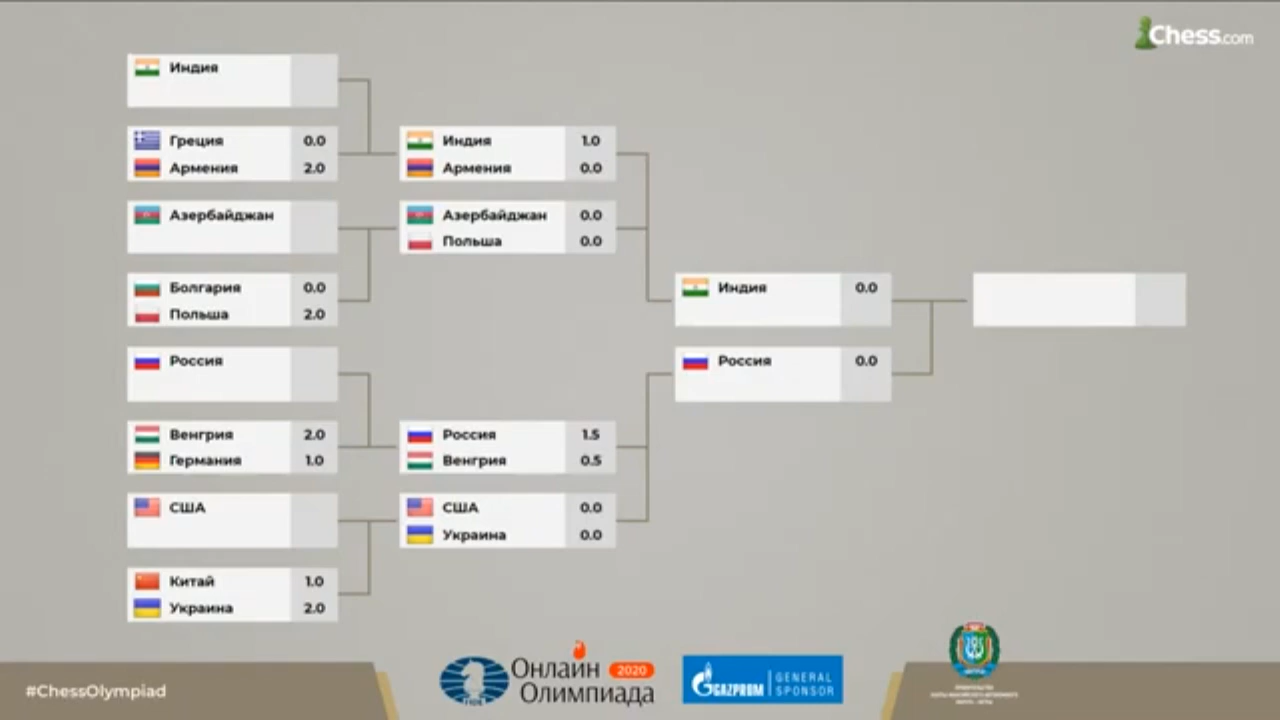 Chess.com
Индия
Греция 0.0
Армения 2.0
Азербайджан
Болгария 0.0
Польша 2.0
Россия
Венгрия 2.0
Германия 1.0
США
Китай 1.0
Украина 2.0
Индия 1.0
Армения 0.0
Азербайджан 0.0
Польша 0.0
Россия 1.5
Венгрия 0.5
США 0.0
Украина 0.0
Индия 0.0
Россия 0.0
#ChessOlympiad
FIDE
Онлайн 2020
Олимпиада
GAZPROM
GENERAL
SPONSOR